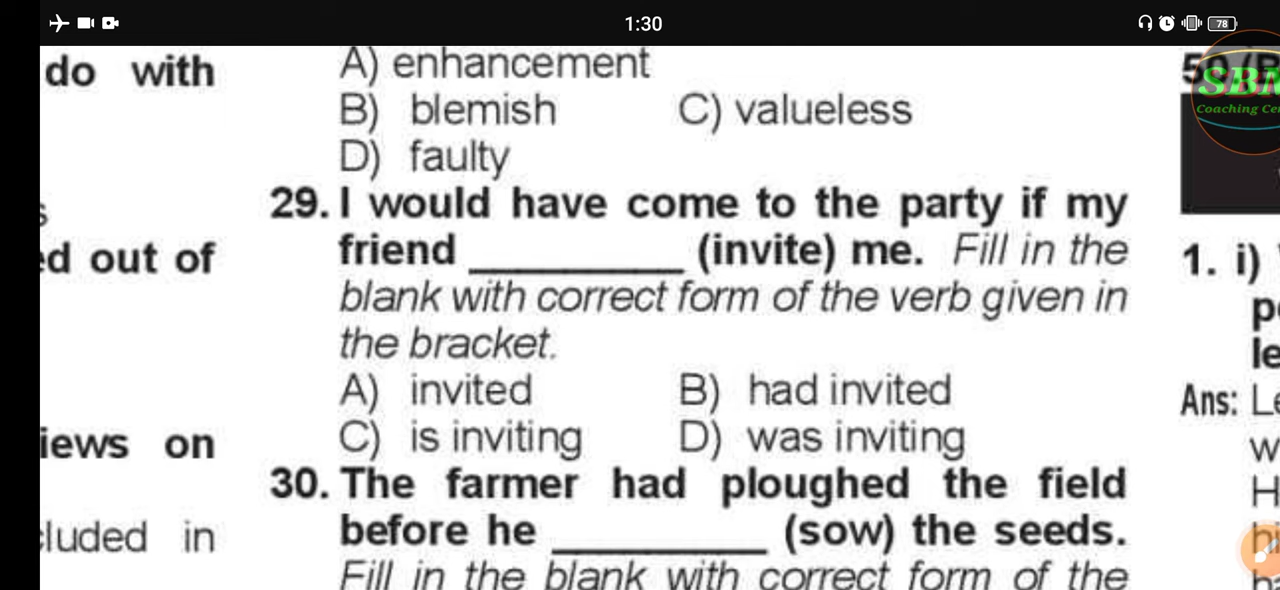 1:30
78
do with
ed out of
iews on
cluded in
A) enhancement
B) blemish C) valueless
D) faulty
29. I would have come to the party if my
friend __________ (invite) me. Fill in the
blank with correct form of the verb given in
the bracket.
A) invited B) had invited
C) is inviting D) was inviting
30. The farmer had ploughed the field
before he __________ (sow) the seeds.
Fill in the blank with correct form of the
SBM
Coaching Ce
1. i)
Ans: